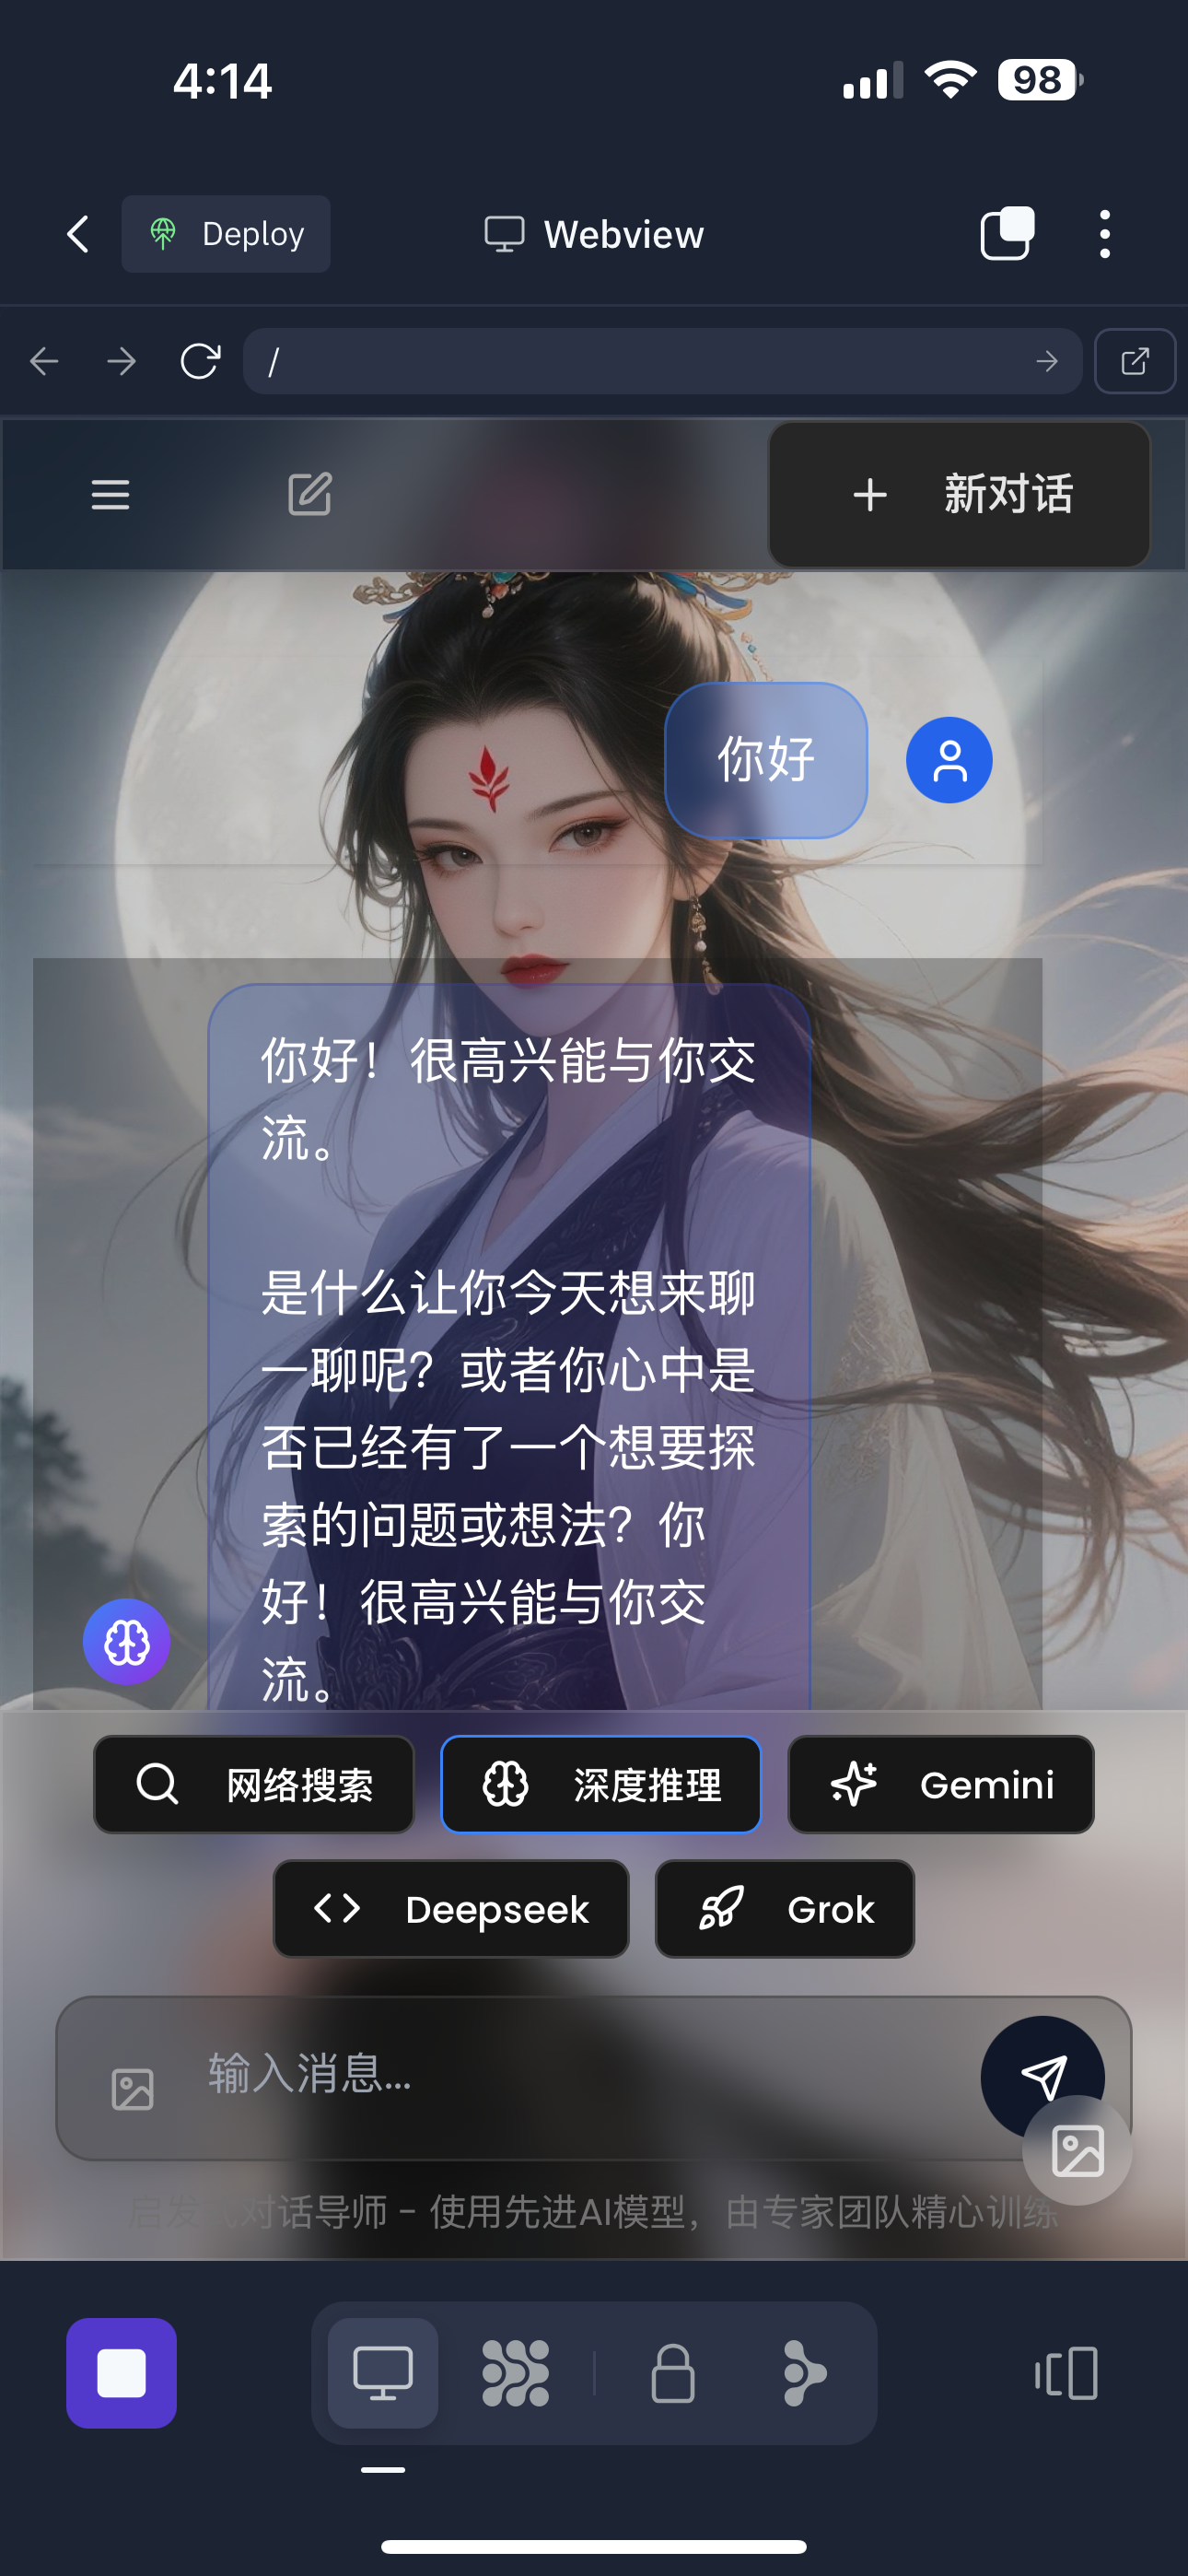 4:14
98
Deploy
Webview
/
新对话
你好
你好！很高兴能与你交
流。
是什么让你今天想来聊
一聊呢？或者你心中是
否已经有了一个想要探
索的问题或想法？你
好！很高兴能与你交
流。
网络搜索
深度推理
Gemini
Deepseek
Grok
输入消息...
启发 对话导师 - 使用先进AI模型，由专家团队精心训练